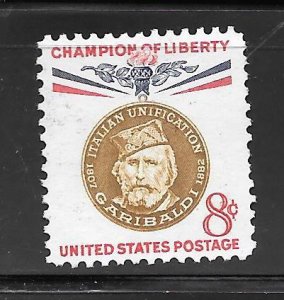 CHAMPION OF LIBERTY
1807 ITALIAN UNIFICATION 1882
GARIBALDI
8¢
UNITED STATES POSTAGE